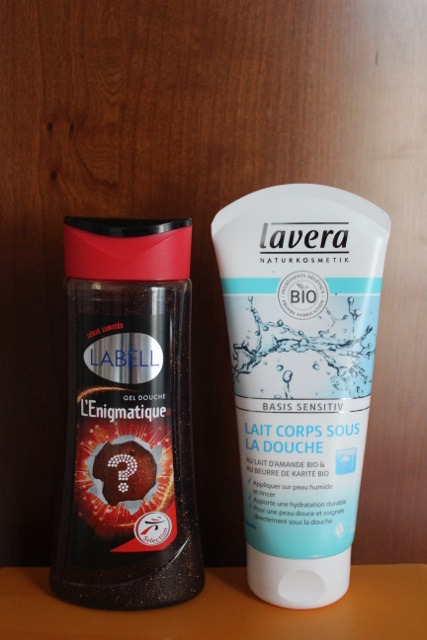 SÉRIE LIMITÉE
LABELL
GEL DOUCHE
L'Enigmatique
?
Sélection
lavera
NATURKOSMETIK
BIO
BASIS SENSITIV
LAIT CORPS SOUS
LA DOUCHE
AU LAIT D'AMANDE BIO &
AU BEURRE DE KARITÉ BIO
✓ Appliquer sur peau humide
et rincer
✓ Apporte une hydratation durable
✓ Pour une peau douce et soignée
directement sous la douche